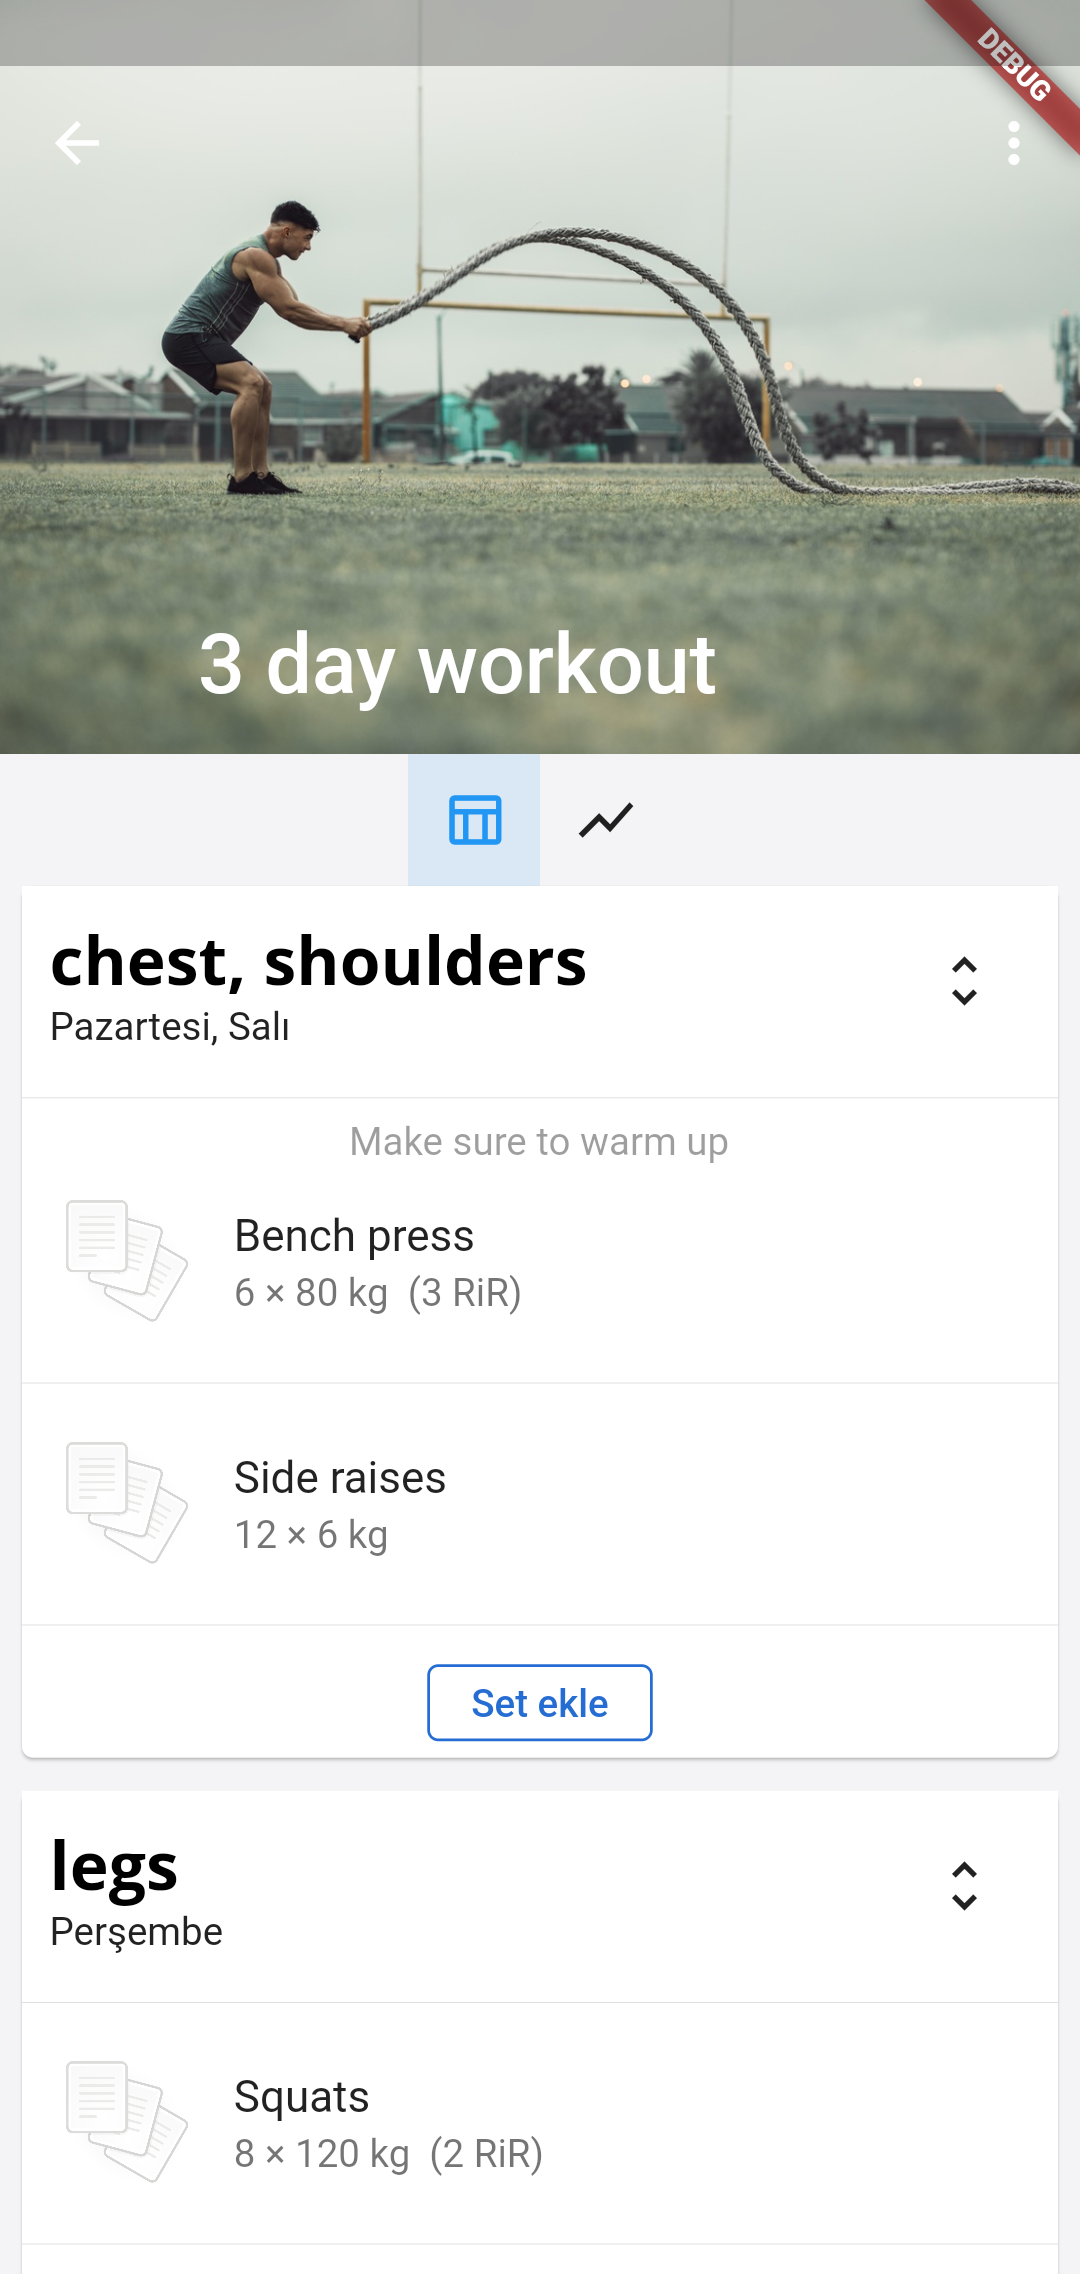 DEBUG
3 day workout
chest, shoulders
Pazartesi, Salı
Make sure to warm up
Bench press
6 × 80 kg (3 RiR)
Side raises
12 × 6 kg
Set ekle
legs
Perşembe
Squats
8 × 120 kg (2 RiR)